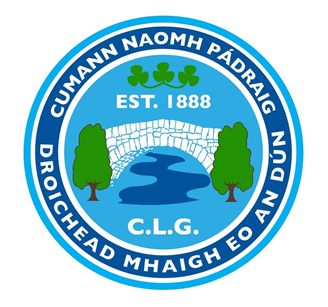 CUMANN NAOMH PÁDRAIG
EST. 1888
C.L.G.
DROICHEAD MHAIGH EO AN DÚN